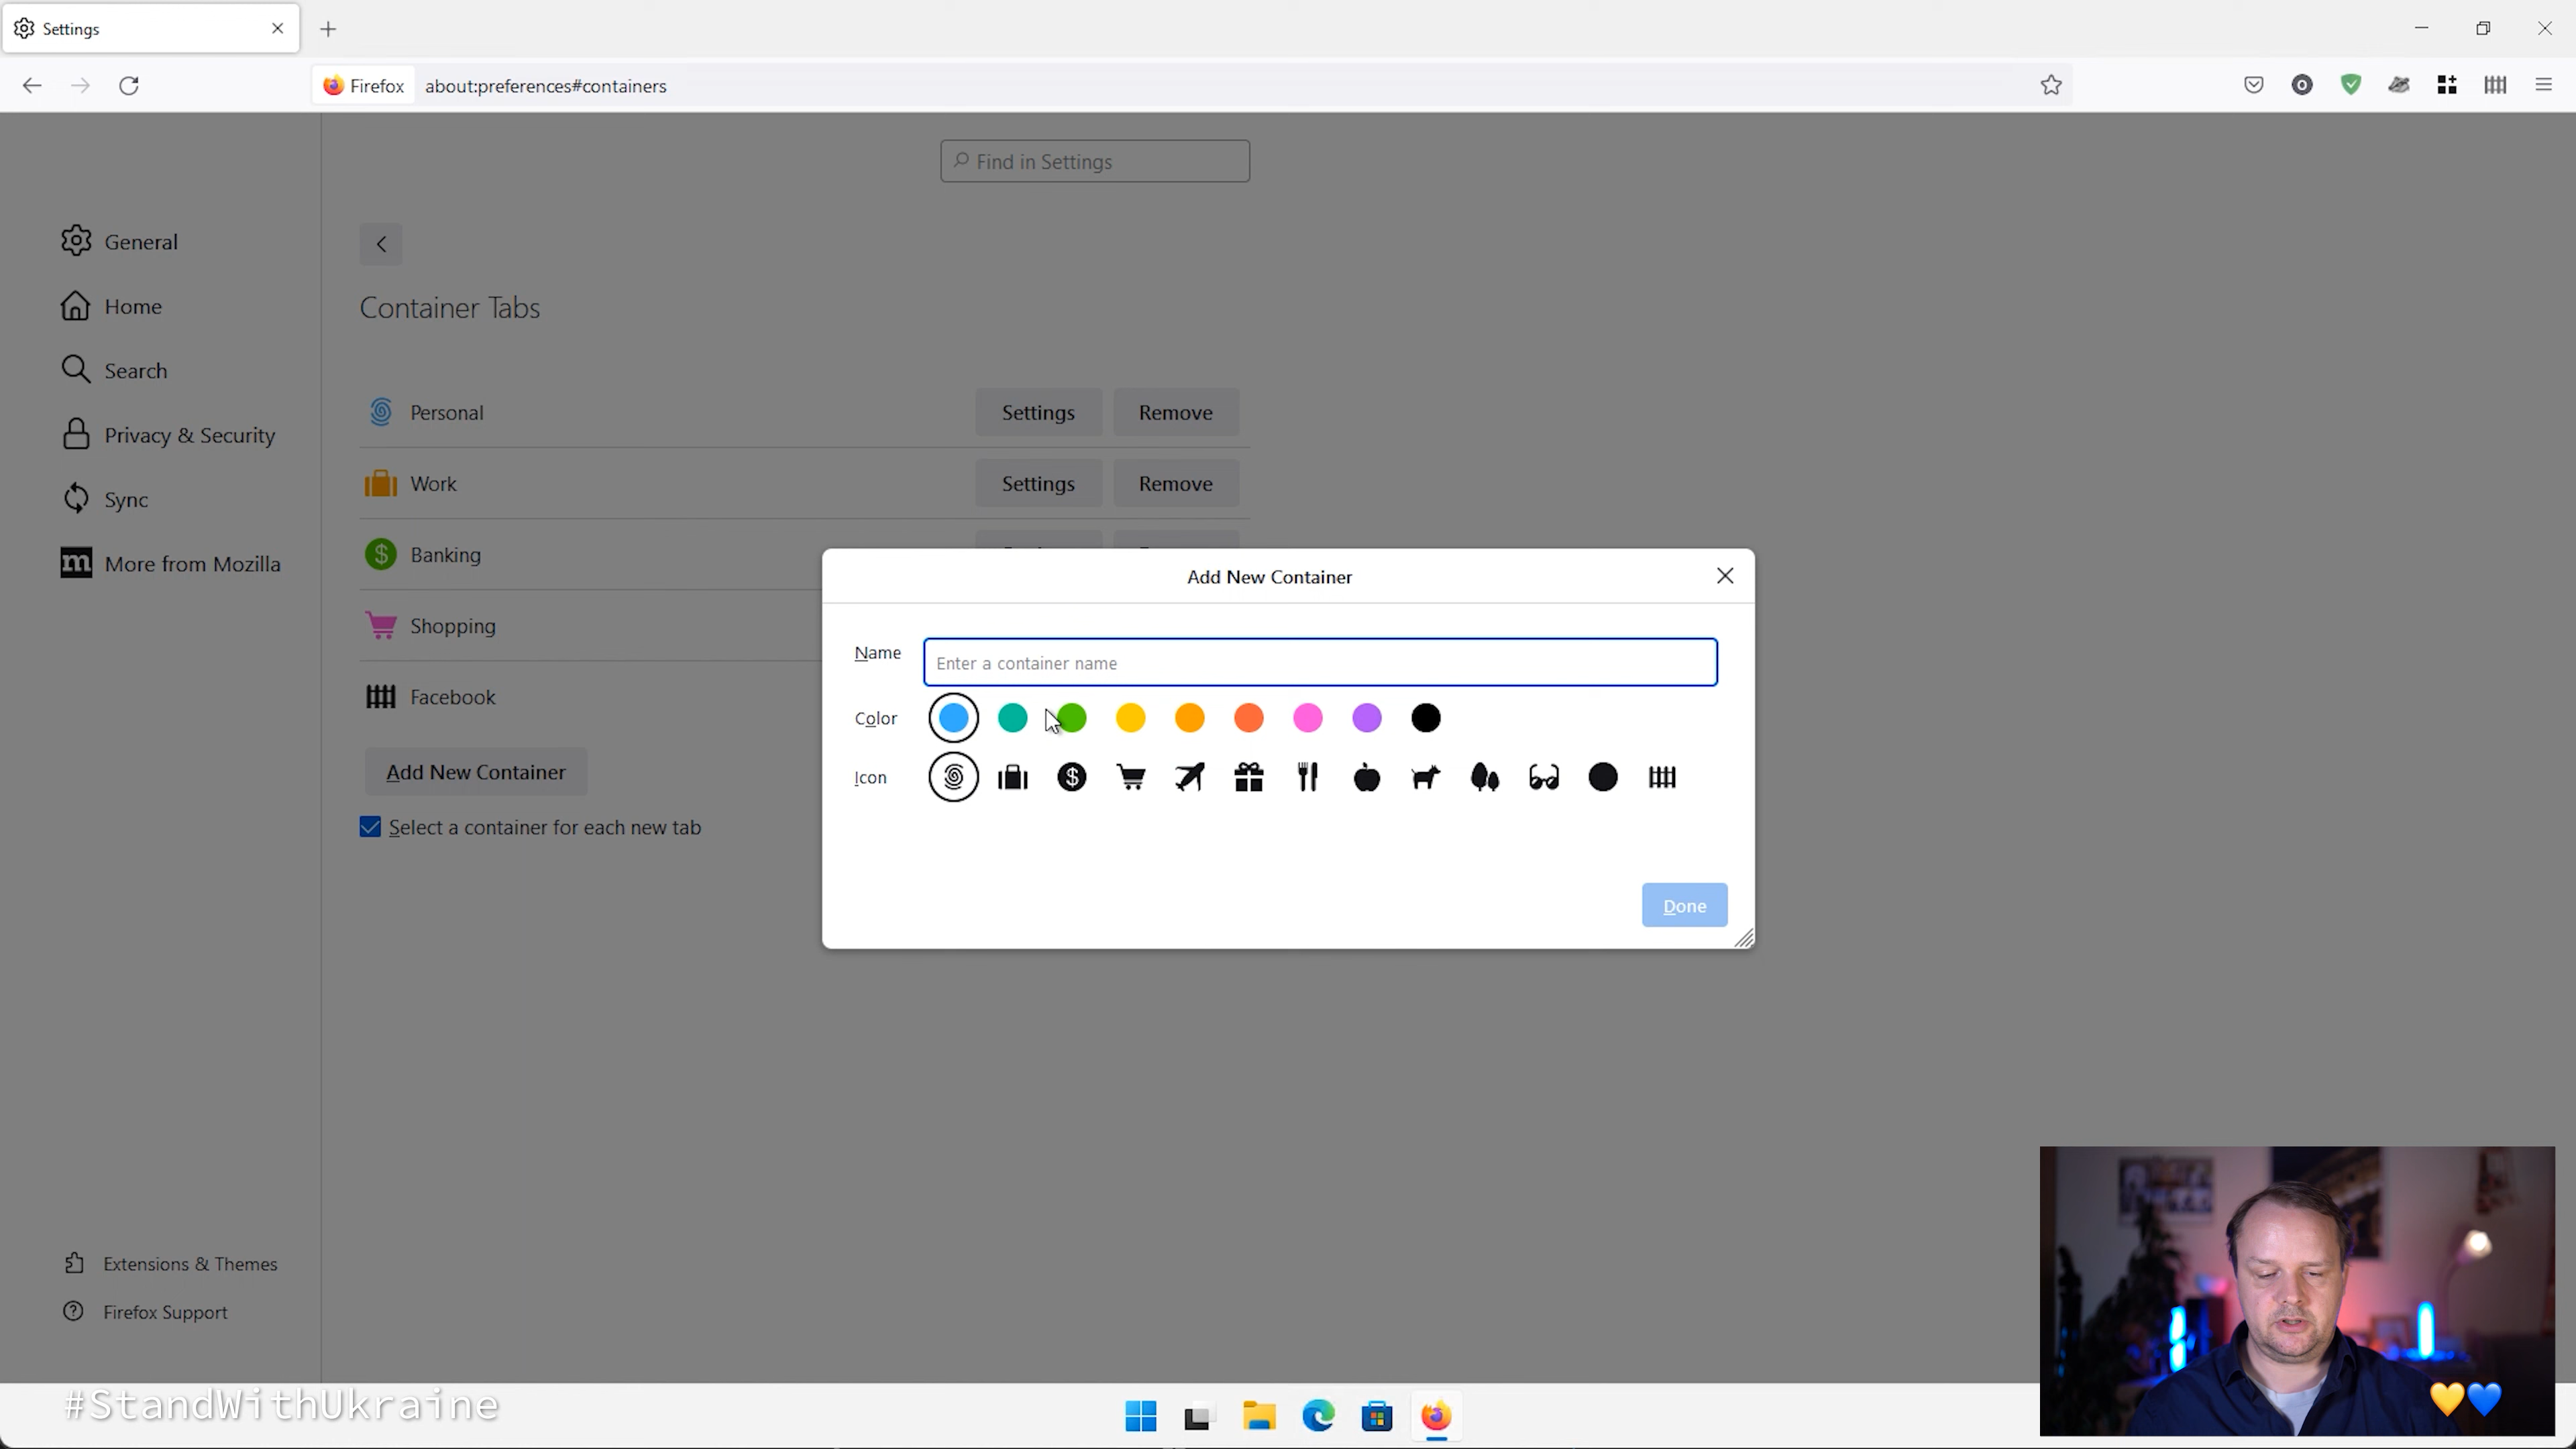 Settings
Firefox
about:preferences#containers
Find in Settings
General
Home
Search
Privacy & Security
Sync
m More from Mozilla
Container Tabs
Personal
Settings
Remove
Work
Settings
Remove
Banking
Shopping
Facebook
Add New Container
Select a container for each new tab
Add New Container
Name
Enter a container name
Color
Icon
Done
Extensions & Themes
Firefox Support
#StandWithUkraine